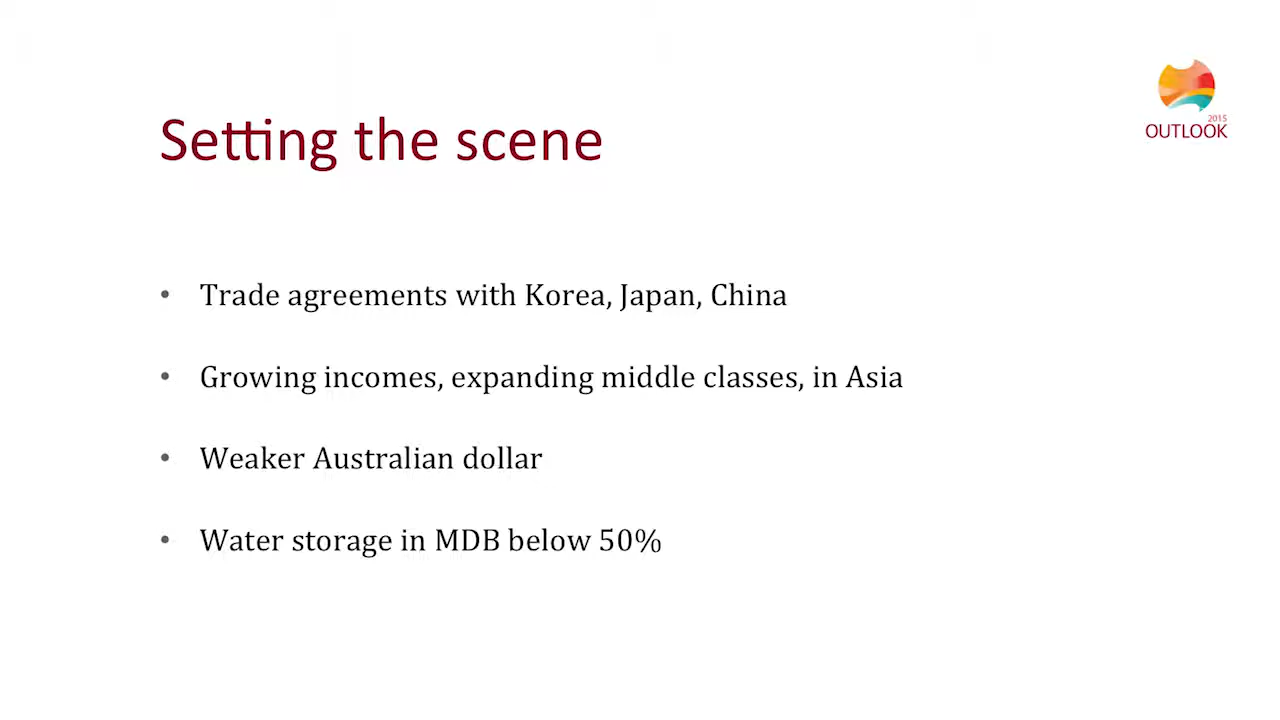 2015
OUTLOOK
Setting the scene
• Trade agreements with Korea, Japan, China
• Growing incomes, expanding middle classes, in Asia
• Weaker Australian dollar
• Water storage in MDB below 50%